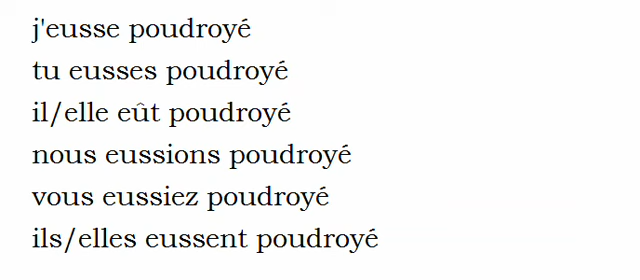 j'eusse poudroyé
tu eusses poudroyé
il/elle eût poudroyé
nous eussions poudroyé
vous eussiez poudroyé
ils/elles eussent poudroyé